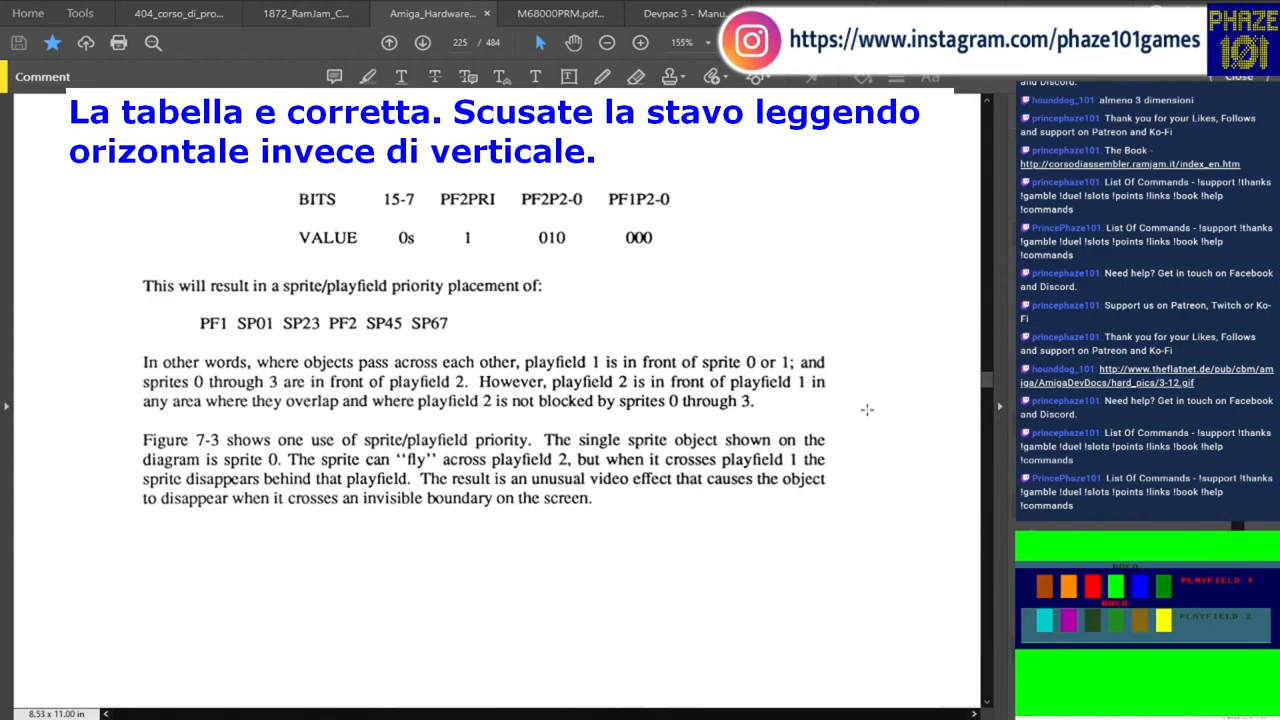 Home Tools 404_corso_di_pro... 1872_RamJam_C... Amiga_Hardware... × M68000PRM.pdf... Devpac 3 - Manu...
https://www.instagram.com/phaze101games
PHAZE
101
225 / 484 155%
Comment
Close
La tabella e corretta. Scusate la stavo leggendo
orizontale invece di verticale.
BITS 15-7 PF2PRI PF2P2-0 PF1P2-0
VALUE 0s 1 010 000
This will result in a sprite/playfield priority placement of:
PF1 SP01 SP23 PF2 SP45 SP67
In other words, where objects pass across each other, playfield 1 is in front of sprite 0 or 1; and
sprites 0 through 3 are in front of playfield 2. However, playfield 2 is in front of playfield 1 in
any area where they overlap and where playfield 2 is not blocked by sprites 0 through 3.
Figure 7-3 shows one use of sprite/playfield priority. The single sprite object shown on the
diagram is sprite 0. The sprite can ‘‘fly’’ across playfield 2, but when it crosses playfield 1 the
sprite disappears behind that playfield. The result is an unusual video effect that causes the object
to disappear when it crosses an invisible boundary on the screen.
8.53 x 11.00 in
and Discord.
hounddog_101 almeno 3 dimensioni
princephaze101: Thank you for your Likes, Follows
and support on Patreon and Ko-Fi
princephaze101: The Book -
http://corsodiassembler.ramjam.it/index_en.htm
princephaze101: List Of Commands - !support !thanks
!gamble !duel !slots !points !links !book !help
!commands
PrincePhaze101: List Of Commands - !support !thanks
!gamble !duel !slots !points !links !book !help
!commands
princephaze101: Need help? Get in touch on Facebook
and Discord.
princephaze101: Support us on Patreon, Twitch or Ko-
Fi
princephaze101: Thank you for your Likes, Follows
and support on Patreon and Ko-Fi
hounddog_101: http://www.theflatnet.de/pub/cbm/am
iga/AmigaDevDocs/hard_pics/3-12.gif
princephaze101: Need help? Get in touch on Facebook
and Discord.
princephaze101: List Of Commands - !support !thanks
!gamble !duel !slots !points !links !book !help
!commands
PrincePhaze101 List Of Commands - !support !thanks
!gamble !duel !slots !points !links !book !help
!commands
PLAYFIELD 1
PLAYFIELD 2